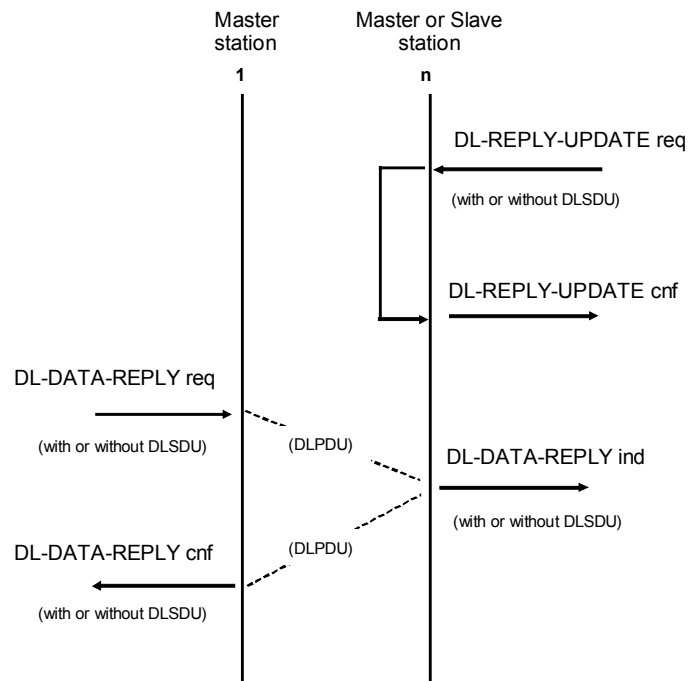 Master
station
1
Master or Slave
station
n
DL-REPLY-UPDATE req
(with or without DLSDU)
DL-REPLY-UPDATE cnf
DL-DATA-REPLY req
(with or without DLSDU)
(DLPDU)
DL-DATA-REPLY ind
(with or without DLSDU)
(DLPDU)
DL-DATA-REPLY cnf
(with or without DLSDU)